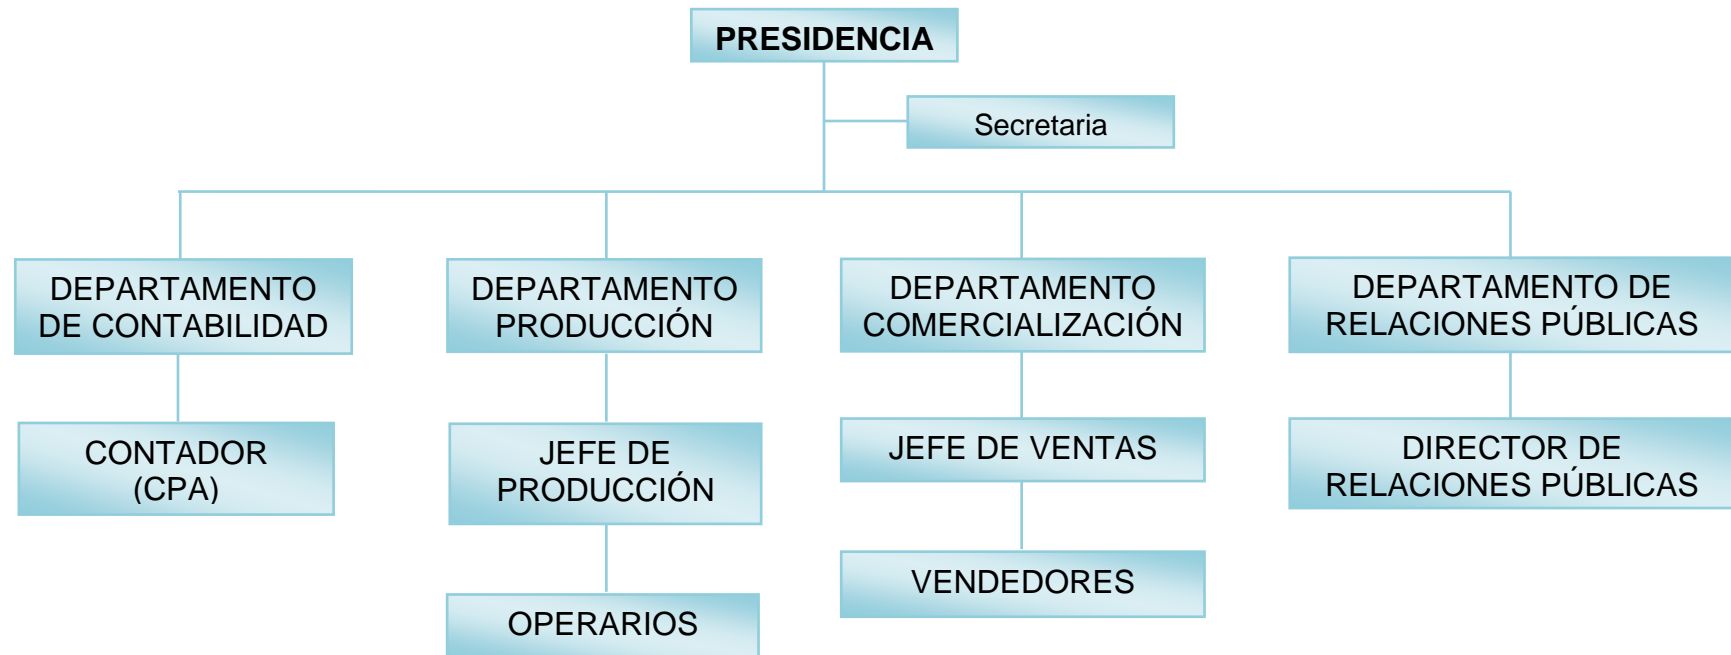 PRESIDENCIA
Secretaria
DEPARTAMENTO
DE CONTABILIDAD
DEPARTAMENTO
PRODUCCIÓN
DEPARTAMENTO
COMERCIALIZACIÓN
DEPARTAMENTO DE
RELACIONES PÚBLICAS
CONTADOR
(CPA)
JEFE DE
PRODUCCIÓN
JEFE DE VENTAS
DIRECTOR DE
RELACIONES PÚBLICAS
VENDEDORES
OPERARIOS